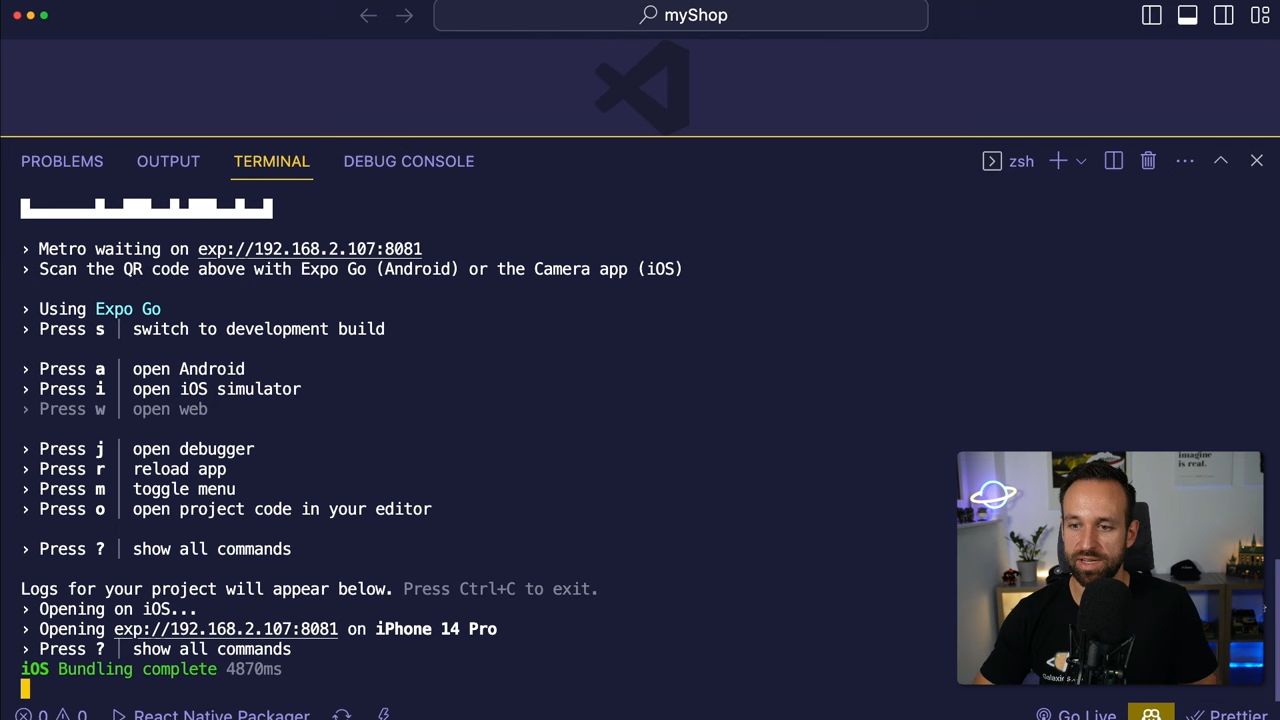 myShop
PROBLEMS OUTPUT TERMINAL DEBUG CONSOLE zsh
› Metro waiting on exp://192.168.2.107:8081
› Scan the QR code above with Expo Go (Android) or the Camera app (iOS)
› Using Expo Go
› Press s │ switch to development build
› Press a │ open Android
› Press i │ open iOS simulator
› Press w │ open web
› Press j │ open debugger
› Press r │ reload app
› Press m │ toggle menu
› Press o │ open project code in your editor
› Press ? │ show all commands
Logs for your project will appear below. Press Ctrl+C to exit.
› Opening on iOS...
› Opening exp://192.168.2.107:8081 on iPhone 14 Pro
› Press ? │ show all commands
iOS Bundling complete 4870ms
0 0 React Native Packager Go Live Prettier
imagine
is real.